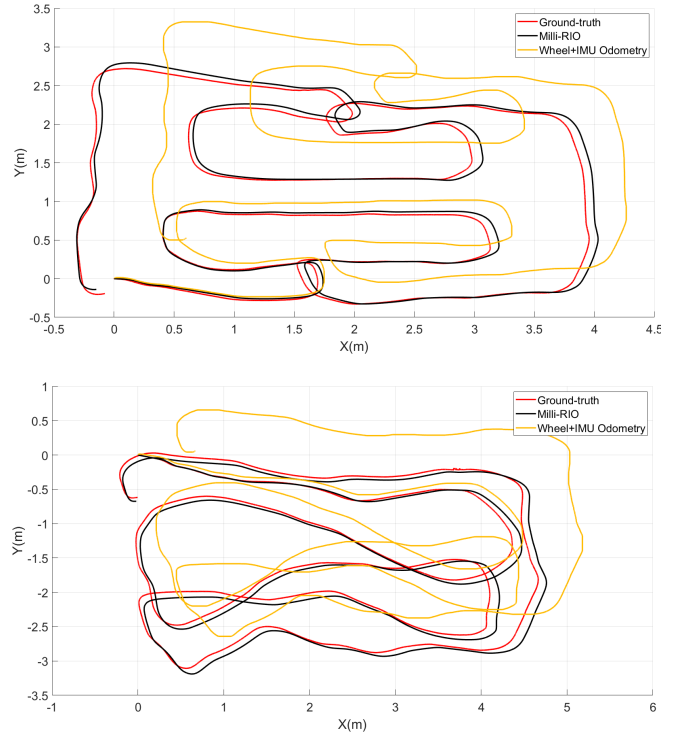 3.5
3
2.5
2
1.5
1
0.5
0
-0.5
Y(m)
-0.5 0 0.5 1 1.5 2 2.5 3 3.5 4 4.5
X(m)
Ground-truth
Milli-RIO
Wheel+IMU Odometry
1
0.5
0
-0.5
-1
-1.5
-2
-2.5
-3
-3.5
Y(m)
-1 0 1 2 3 4 5 6
X(m)
Ground-truth
Milli-RIO
Wheel+IMU Odometry